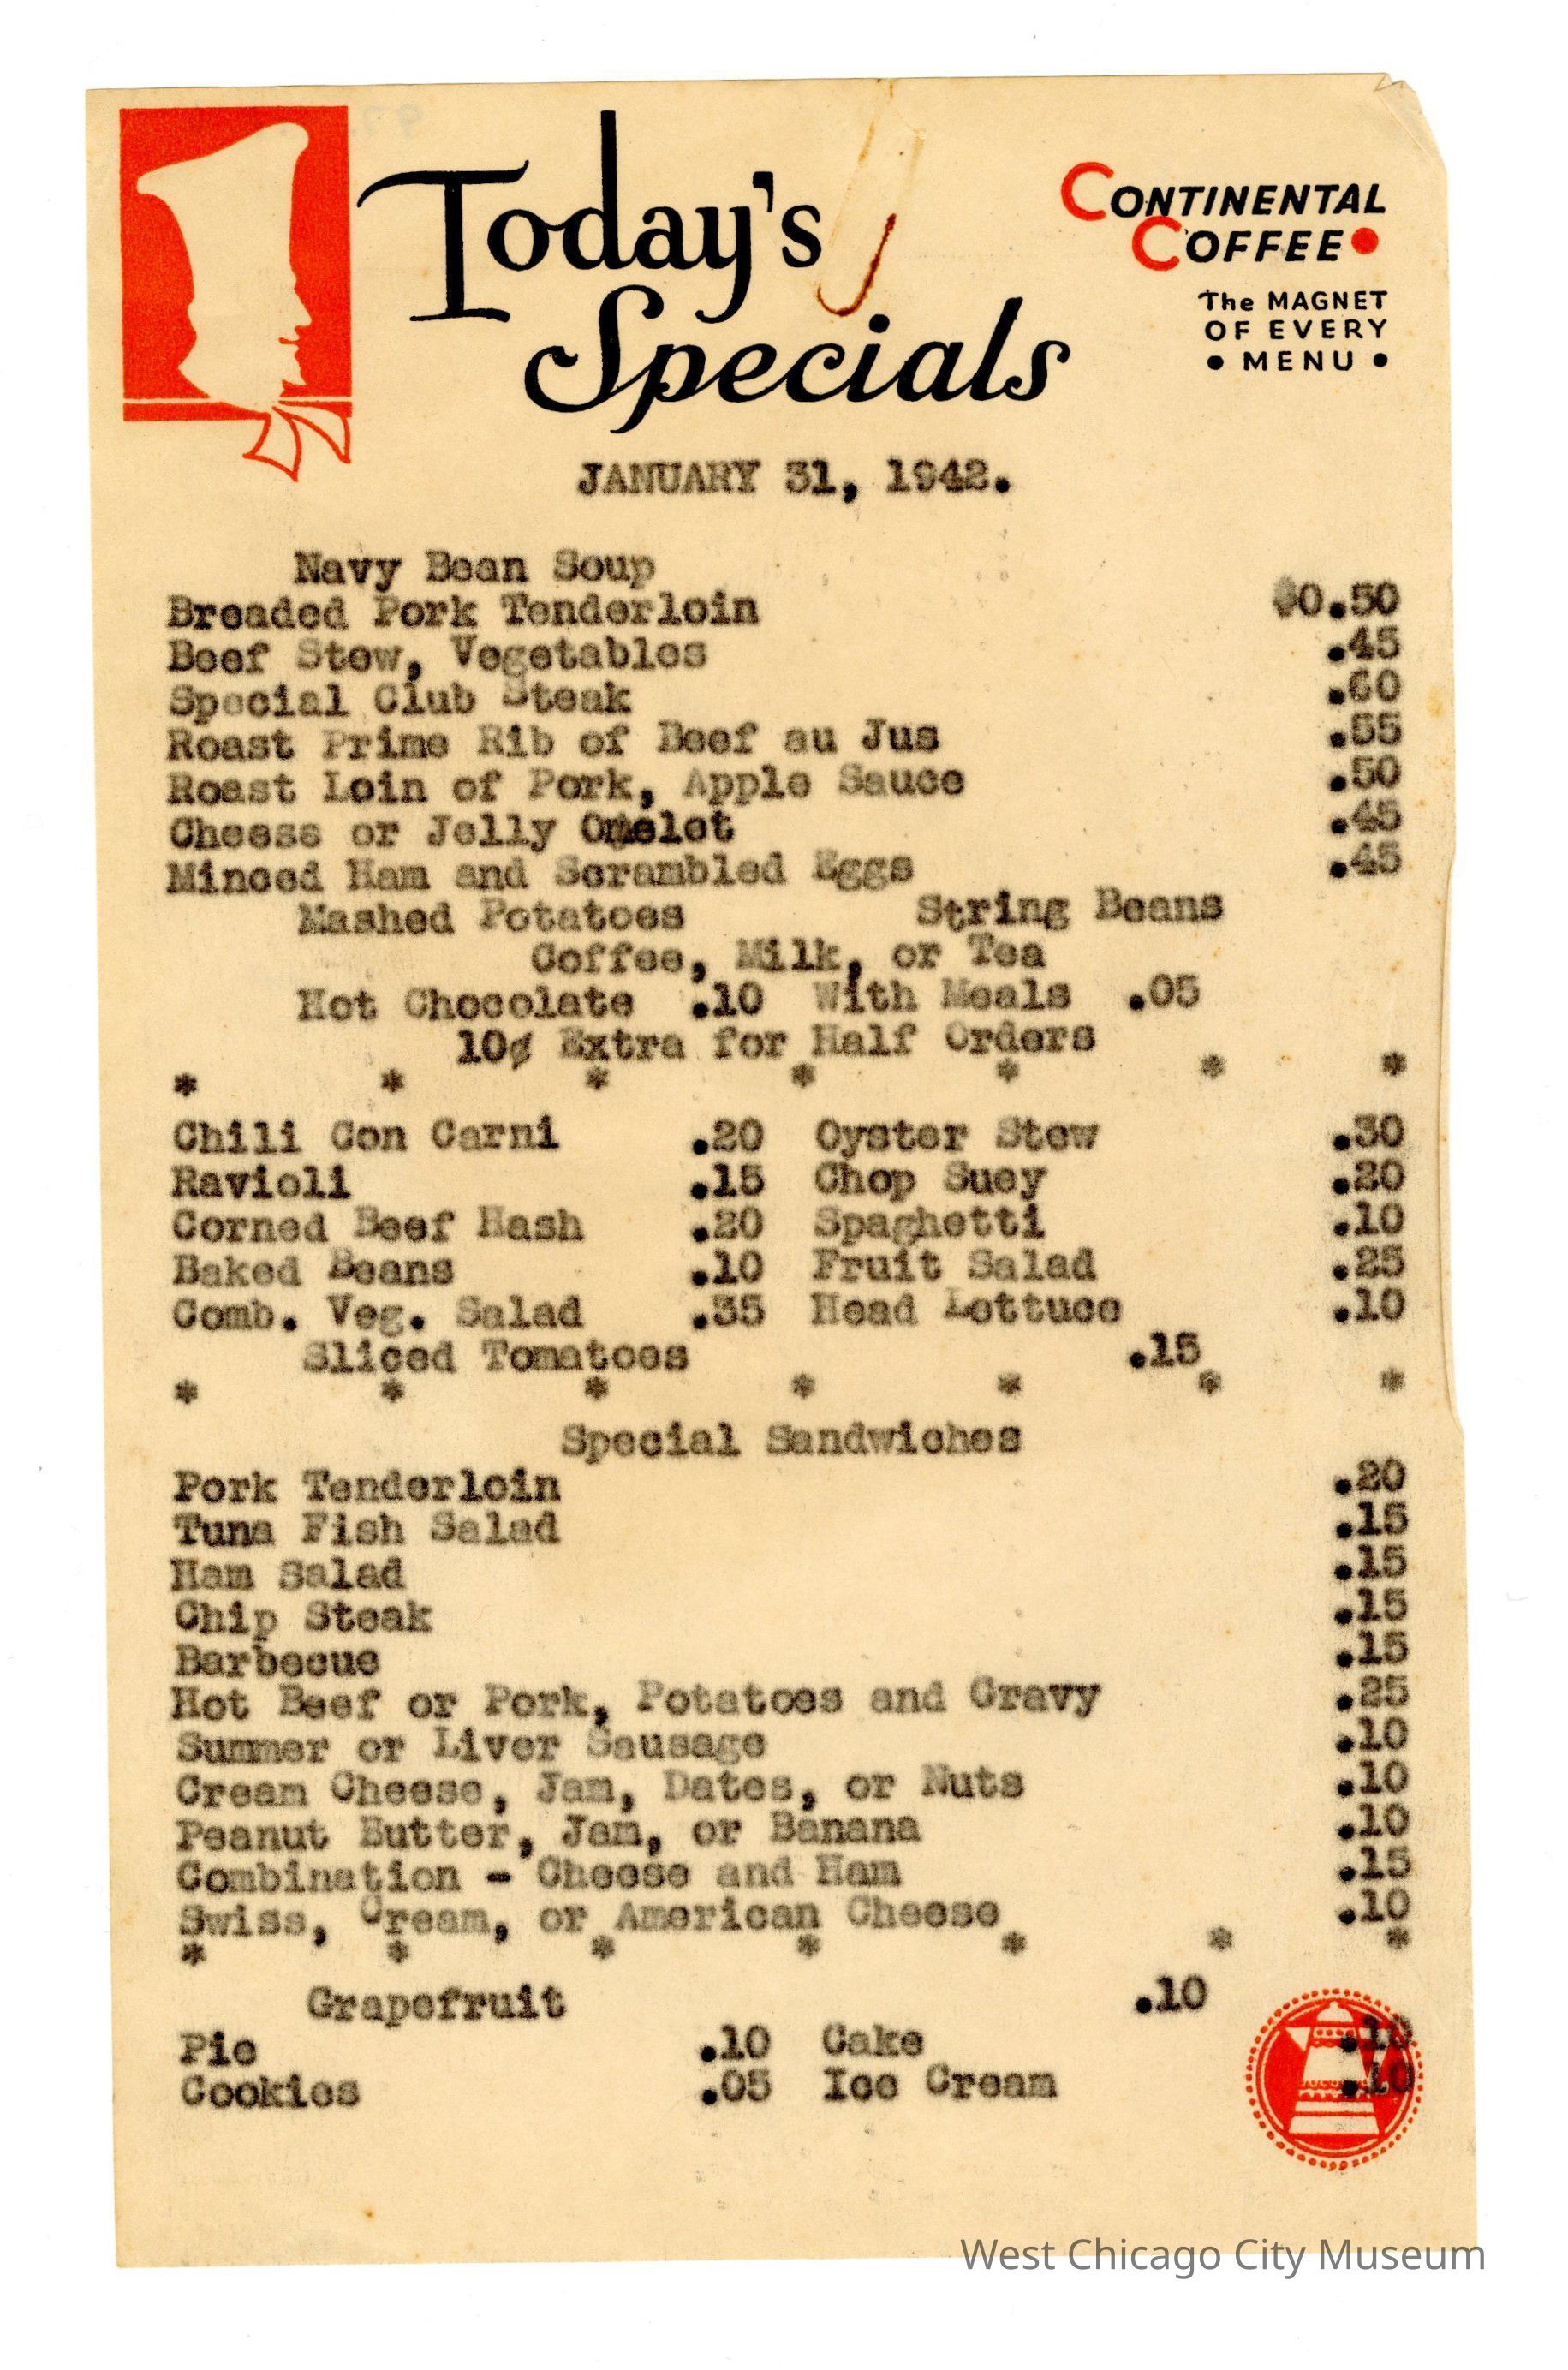 Today's
Specials
CONTINENTAL
COFFEE
The MAGNET
OF EVERY
• MENU •
JANUARY 31, 1942.
Navy Bean Soup
Breaded Pork Tenderloin $0.50
Beef Stew, Vegetables .45
Special Club Steak .60
Roast Prime Rib of Beef au Jus .55
Roast Loin of Pork, Apple Sauce .50
Cheese or Jelly Omelet .45
Minced Ham and Scrambled Eggs .45
Mashed Potatoes String Beans
Coffee, Milk, or Tea
Hot Chocolate .10 With Meals .05
10¢ Extra for Half Orders
* * * * * * *
Chili Con Carni .20 Oyster Stew .30
Ravioli .15 Chop Suey .20
Corned Beef Hash .20 Spaghetti .10
Baked Beans .10 Fruit Salad .25
Comb. Veg. Salad .35 Head Lettuce .10
Sliced Tomatoes .15
* * * * * * *
Special Sandwiches
Pork Tenderloin .20
Tuna Fish Salad .15
Ham Salad .15
Chip Steak .15
Barbecue .15
Hot Beef or Pork, Potatoes and Gravy .25
Summer or Liver Sausage .10
Cream Cheese, Jam, Dates, or Nuts .10
Peanut Butter, Jam, or Banana .10
Combination - Cheese and Ham .15
Swiss, Cream, or American Cheese .10
* * * * * * *
Grapefruit .10
Pie .10 Cake .10
Cookies .05 Ice Cream .10
West Chicago City Museum